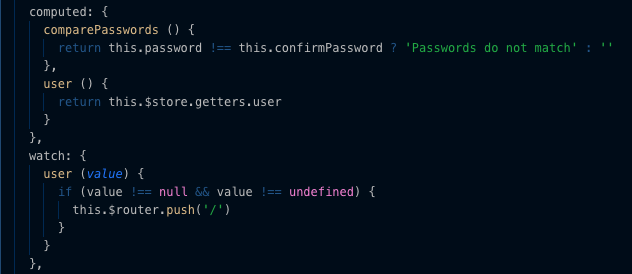 computed: {
  comparePasswords () {
    return this.password !== this.confirmPassword ? 'Passwords do not match' : ''
  },
  user () {
    return this.$store.getters.user
  }
},
watch: {
  user (value) {
    if (value !== null && value !== undefined) {
      this.$router.push('/')
    }
  }
},